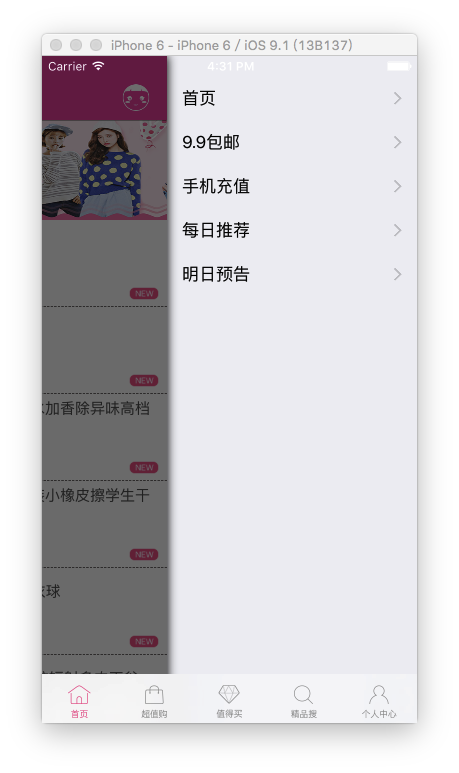 iPhone 6 - iPhone 6 / iOS 9.1 (13B137)
Carrier 4:31 PM
首页
9.9包邮
手机充值
每日推荐
明日预告
NEW
NEW
加香除异味高档
NEW
小橡皮擦学生干
NEW
球
NEW
首页 超值购 值得买 精品搜 个人中心